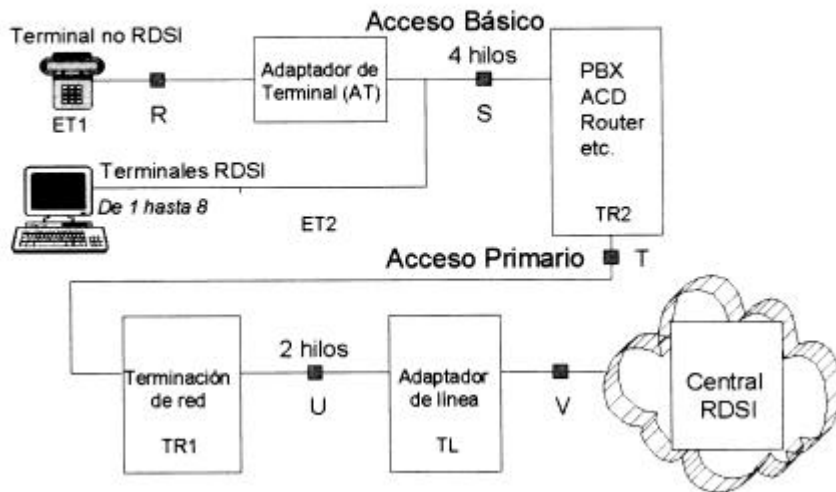 Acceso Básico
Terminal no RDSI
ET1
R
Adaptador de
Terminal (AT)
4 hilos
S
PBX
ACD
Router
etc.
TR2
Terminales RDSI
De 1 hasta 8
ET2
Acceso Primario
T
Terminación
de red
TR1
2 hilos
U
Adaptador
de línea
TL
V
Central
RDSI